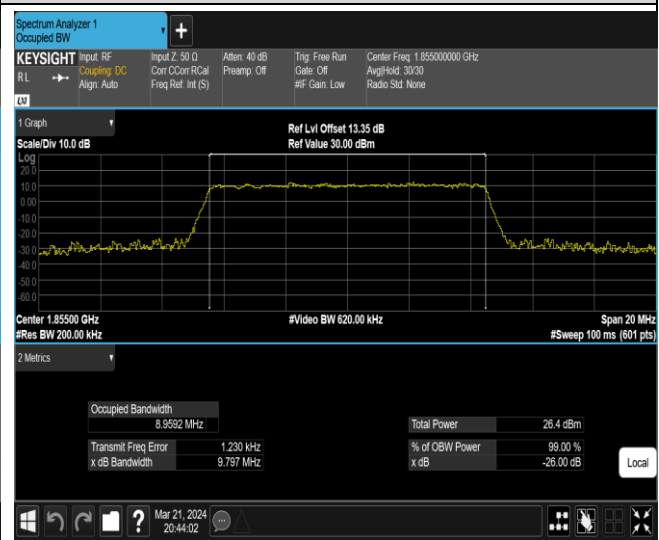 Spectrum Analyzer 1
Occupied BW
KEYSIGHT Input: RF Input Z: 50 Ω Atten: 40 dB Trig: Free Run Center Freq: 1.855000000 GHz
RL Coupling: DC Corr CCorr RCal Preamp: Off Gate: Off Avg|Hold: 30/30
Align: Auto Freq Ref: Int (S) #IF Gain: Low Radio Std: None
LXI
1 Graph
Ref Lvl Offset 13.35 dB
Scale/Div 10.0 dB Ref Value 30.00 dBm
Log
20.0
10.0
0.00
-10.0
-20.0
-30.0
-40.0
-50.0
-60.0
Center 1.85500 GHz #Video BW 620.00 kHz Span 20 MHz
#Res BW 200.00 kHz #Sweep 100 ms (601 pts)
2 Metrics
Occupied Bandwidth
8.9592 MHz Total Power 26.4 dBm
Transmit Freq Error 1.230 kHz % of OBW Power 99.00 %
x dB Bandwidth 9.797 MHz x dB -26.00 dB
Local
? Mar 21, 2024
20:44:02